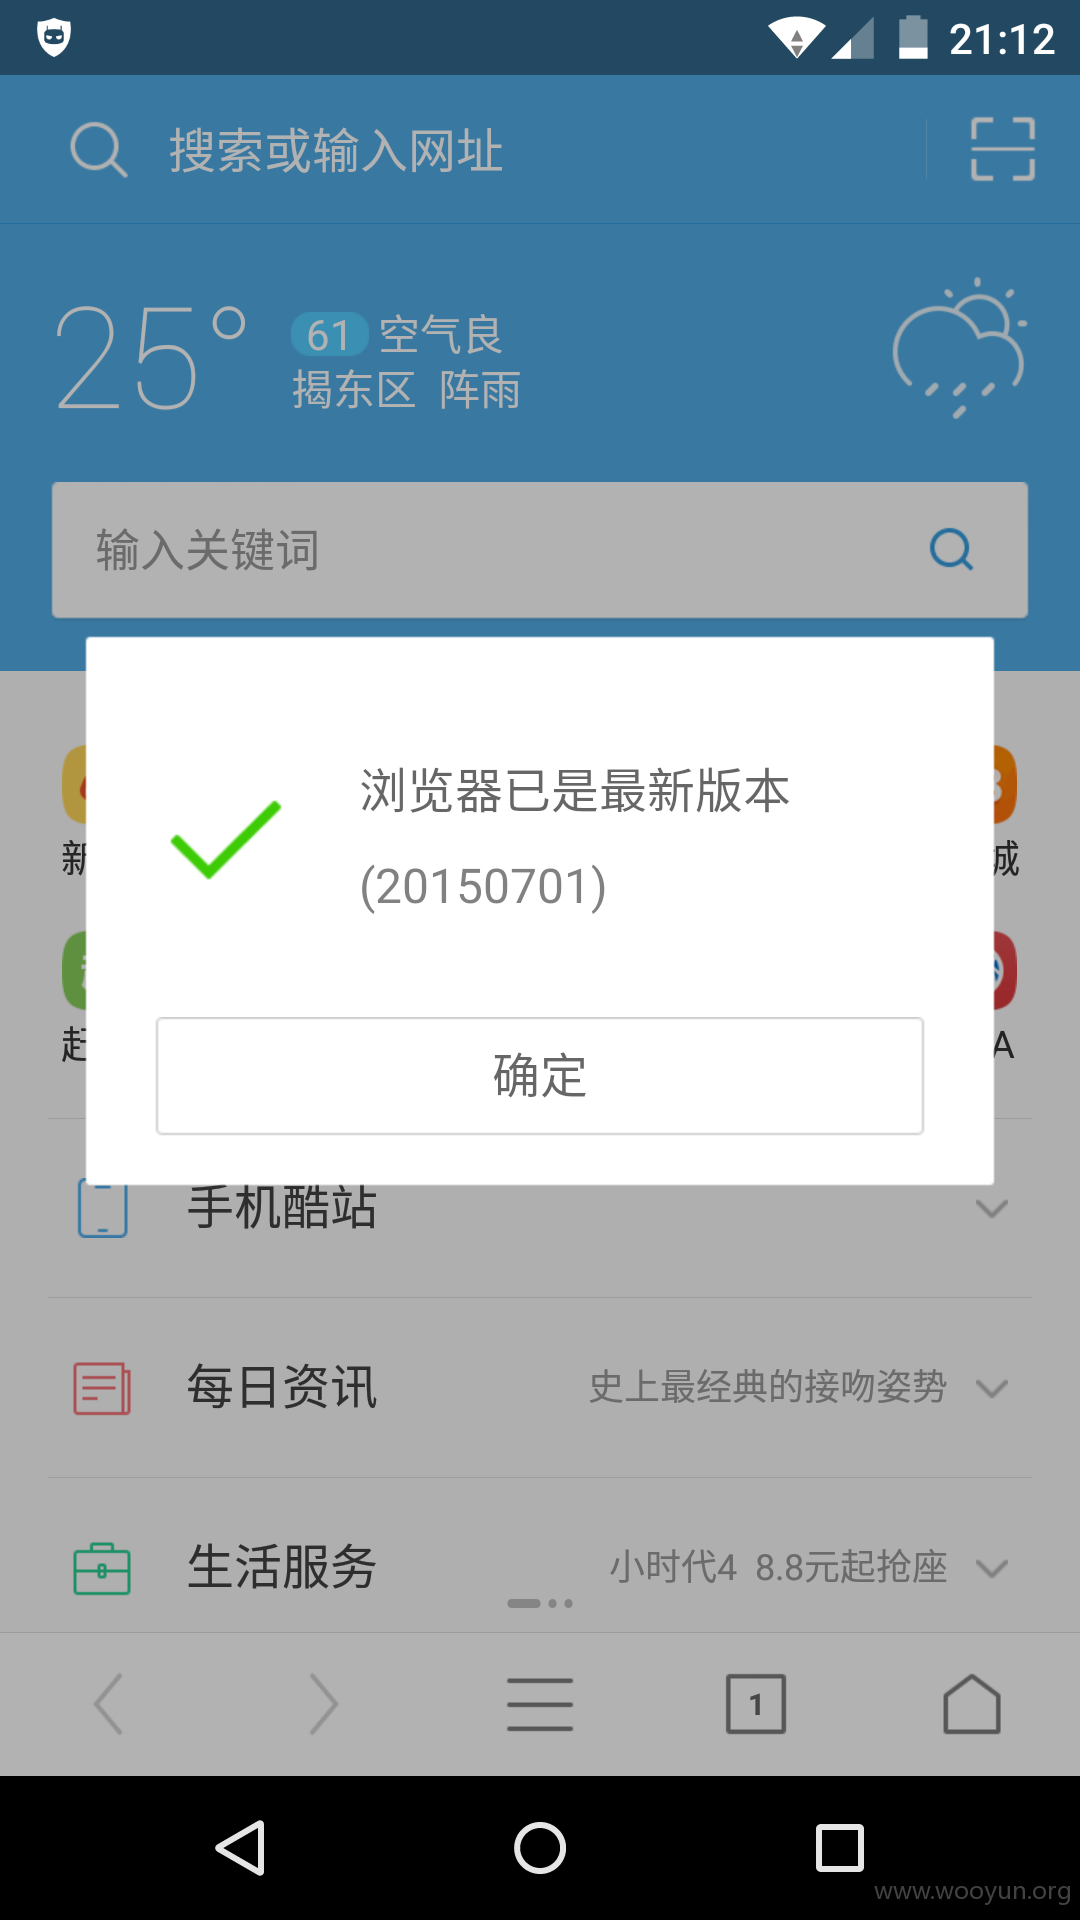 21:12
搜索或输入网址
25°
61 空气良
揭东区 阵雨
输入关键词
浏览器已是最新版本
(20150701)
确定
新
城
赶
A
手机酷站
每日资讯 史上最经典的接吻姿势
生活服务 小时代4 8.8元起抢座
1
www.wooyun.org